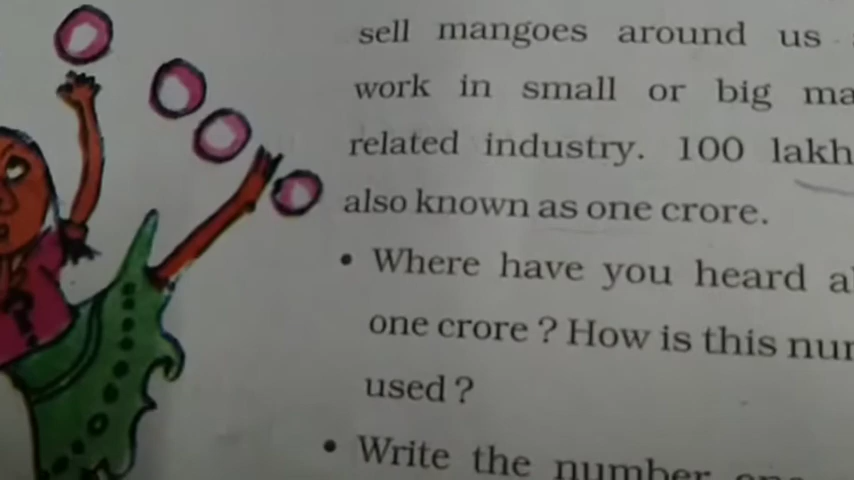 sell mangoes around us
work in small or big
related industry. 100 lakh
also known as one crore.
• Where have you heard
one crore ? How is this
used ?
• Write the number